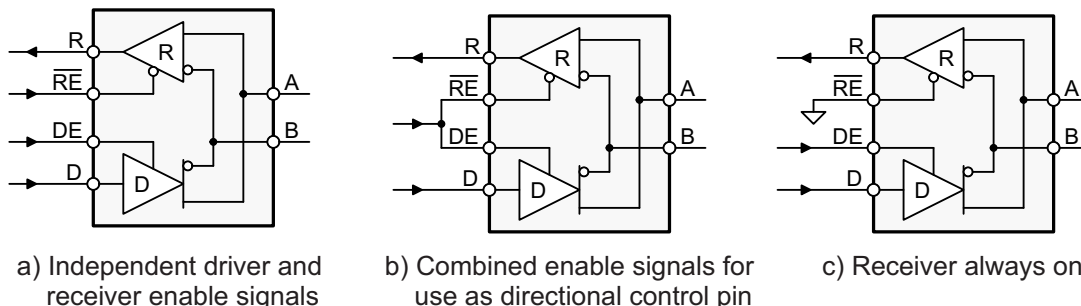 R
R
RE
A
DE
B
D
D
a) Independent driver and
receiver enable signals
R
R
RE
A
DE
B
D
D
b) Combined enable signals for
use as directional control pin
R
R
RE
A
DE
B
D
D
c) Receiver always on